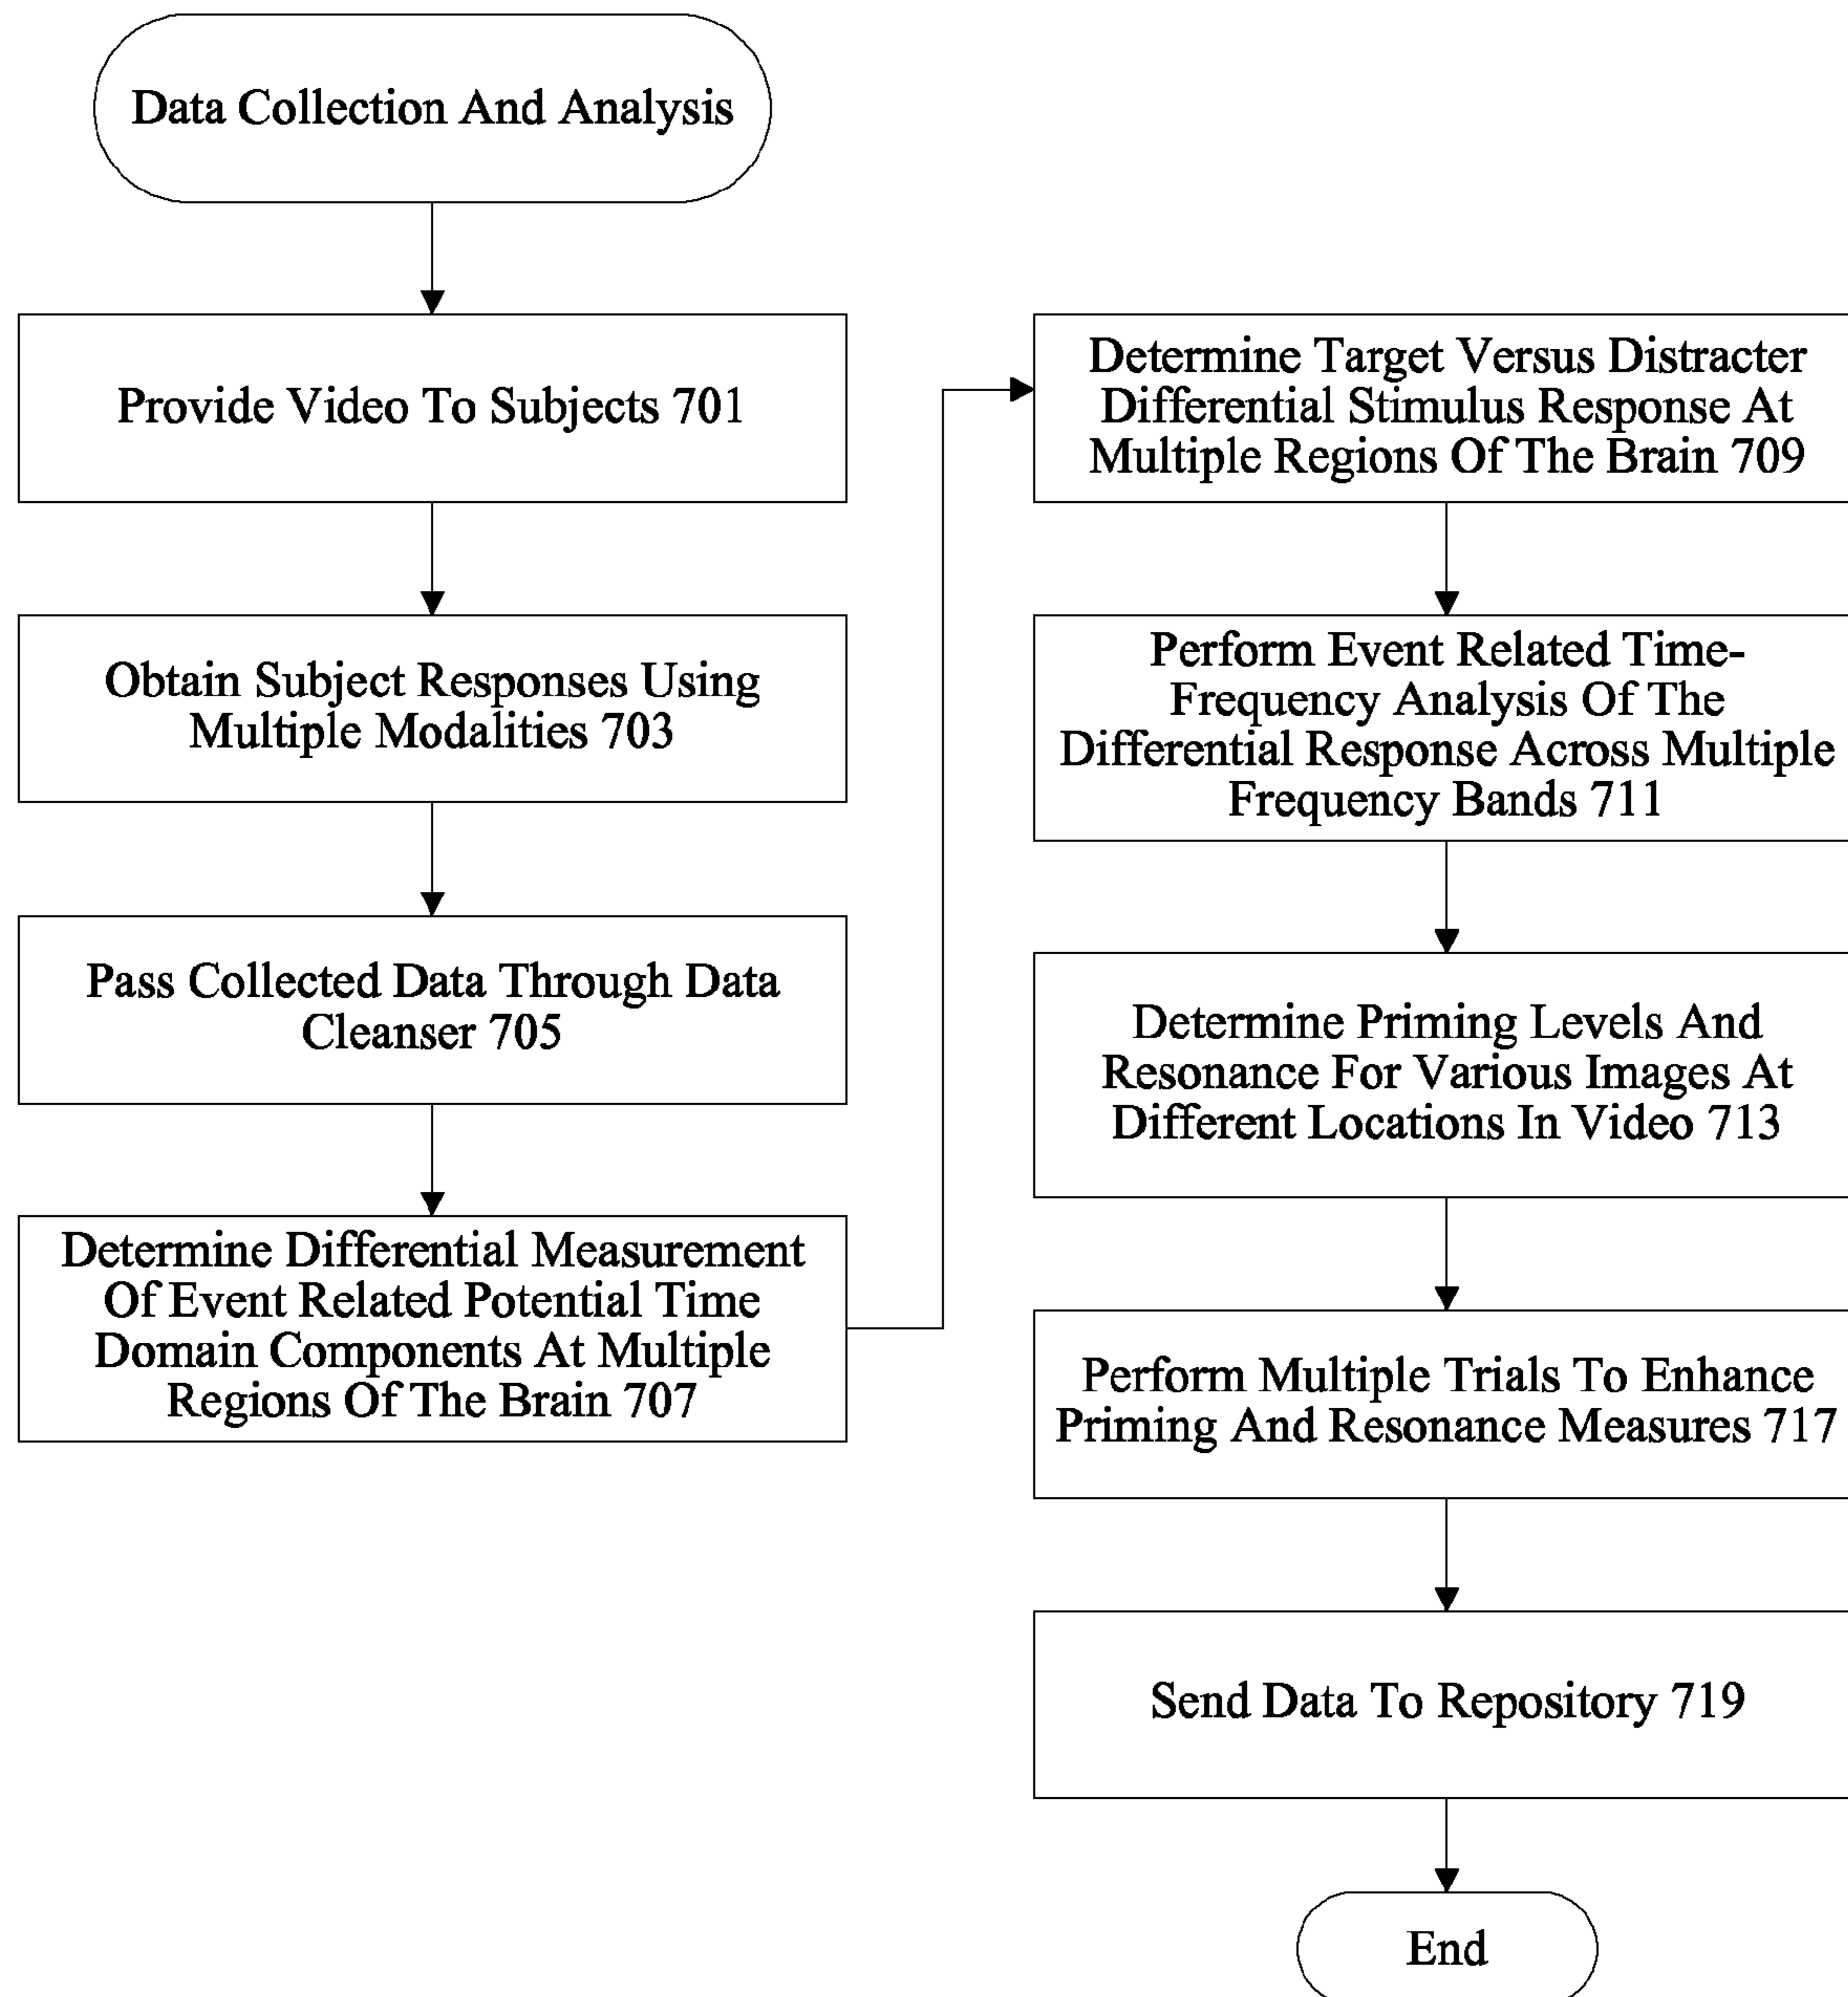 Data Collection And Analysis
Provide Video To Subjects 701
Obtain Subject Responses Using
Multiple Modalities 703
Pass Collected Data Through Data
Cleanser 705
Determine Differential Measurement
Of Event Related Potential Time
Domain Components At Multiple
Regions Of The Brain 707
Determine Target Versus Distracter
Differential Stimulus Response At
Multiple Regions Of The Brain 709
Perform Event Related Time-
Frequency Analysis Of The
Differential Response Across Multiple
Frequency Bands 711
Determine Priming Levels And
Resonance For Various Images At
Different Locations In Video 713
Perform Multiple Trials To Enhance
Priming And Resonance Measures 717
Send Data To Repository 719
End